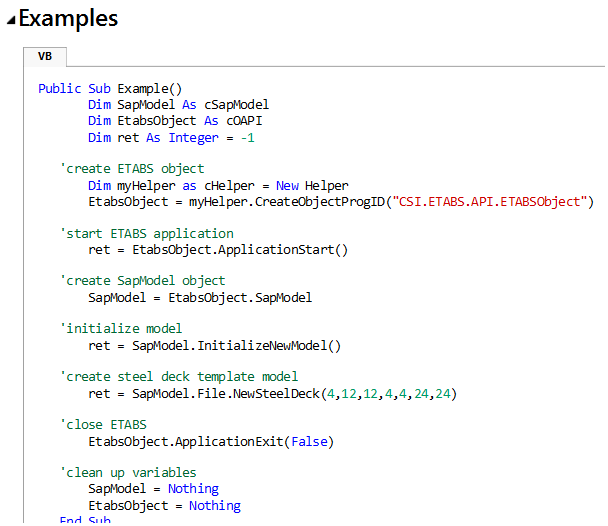 Examples
VB
Public Sub Example()
Dim SapModel As cSapModel
Dim EtabsObject As cOAPI
Dim ret As Integer = -1
'create ETABS object
Dim myHelper as cHelper = New Helper
EtabsObject = myHelper.CreateObjectProgID("CSI.ETABS.API.ETABSObject")
'start ETABS application
ret = EtabsObject.ApplicationStart()
'create SapModel object
SapModel = EtabsObject.SapModel
'initialize model
ret = SapModel.InitializeNewModel()
'create steel deck template model
ret = SapModel.File.NewSteelDeck(4,12,12,4,4,24,24)
'close ETABS
EtabsObject.ApplicationExit(False)
'clean up variables
SapModel = Nothing
EtabsObject = Nothing
End Sub